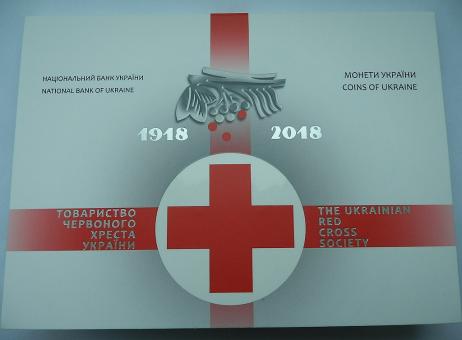 НАЦІОНАЛЬНИЙ БАНК УКРАЇНИ
NATIONAL BANK OF UKRAINE
МОНЕТИ УКРАЇНИ
COINS OF UKRAINE
1918 2018
ТОВАРИСТВО
ЧЕРВОНОГО
ХРЕСТА
УКРАЇНИ
THE UKRAINIAN
RED
CROSS
SOCIETY